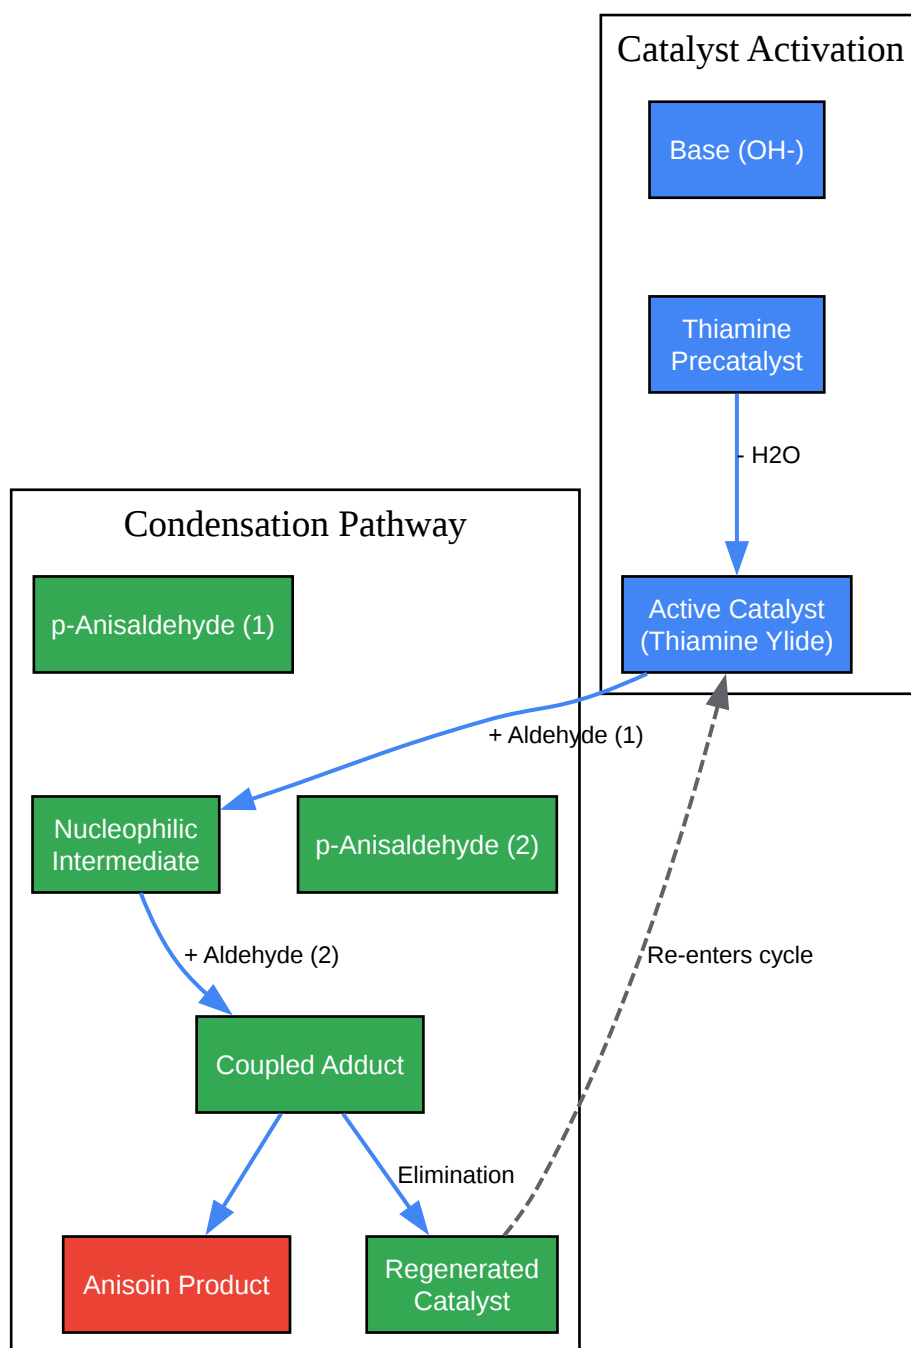 Catalyst Activation
Base (OH-)
Thiamine
Precatalyst
- H2O
Active Catalyst
(Thiamine Ylide)
Condensation Pathway
p-Anisaldehyde (1)
+ Aldehyde (1)
Nucleophilic
Intermediate
p-Anisaldehyde (2)
+ Aldehyde (2)
Re-enters cycle
Coupled Adduct
Elimination
Anisoin Product
Regenerated
Catalyst